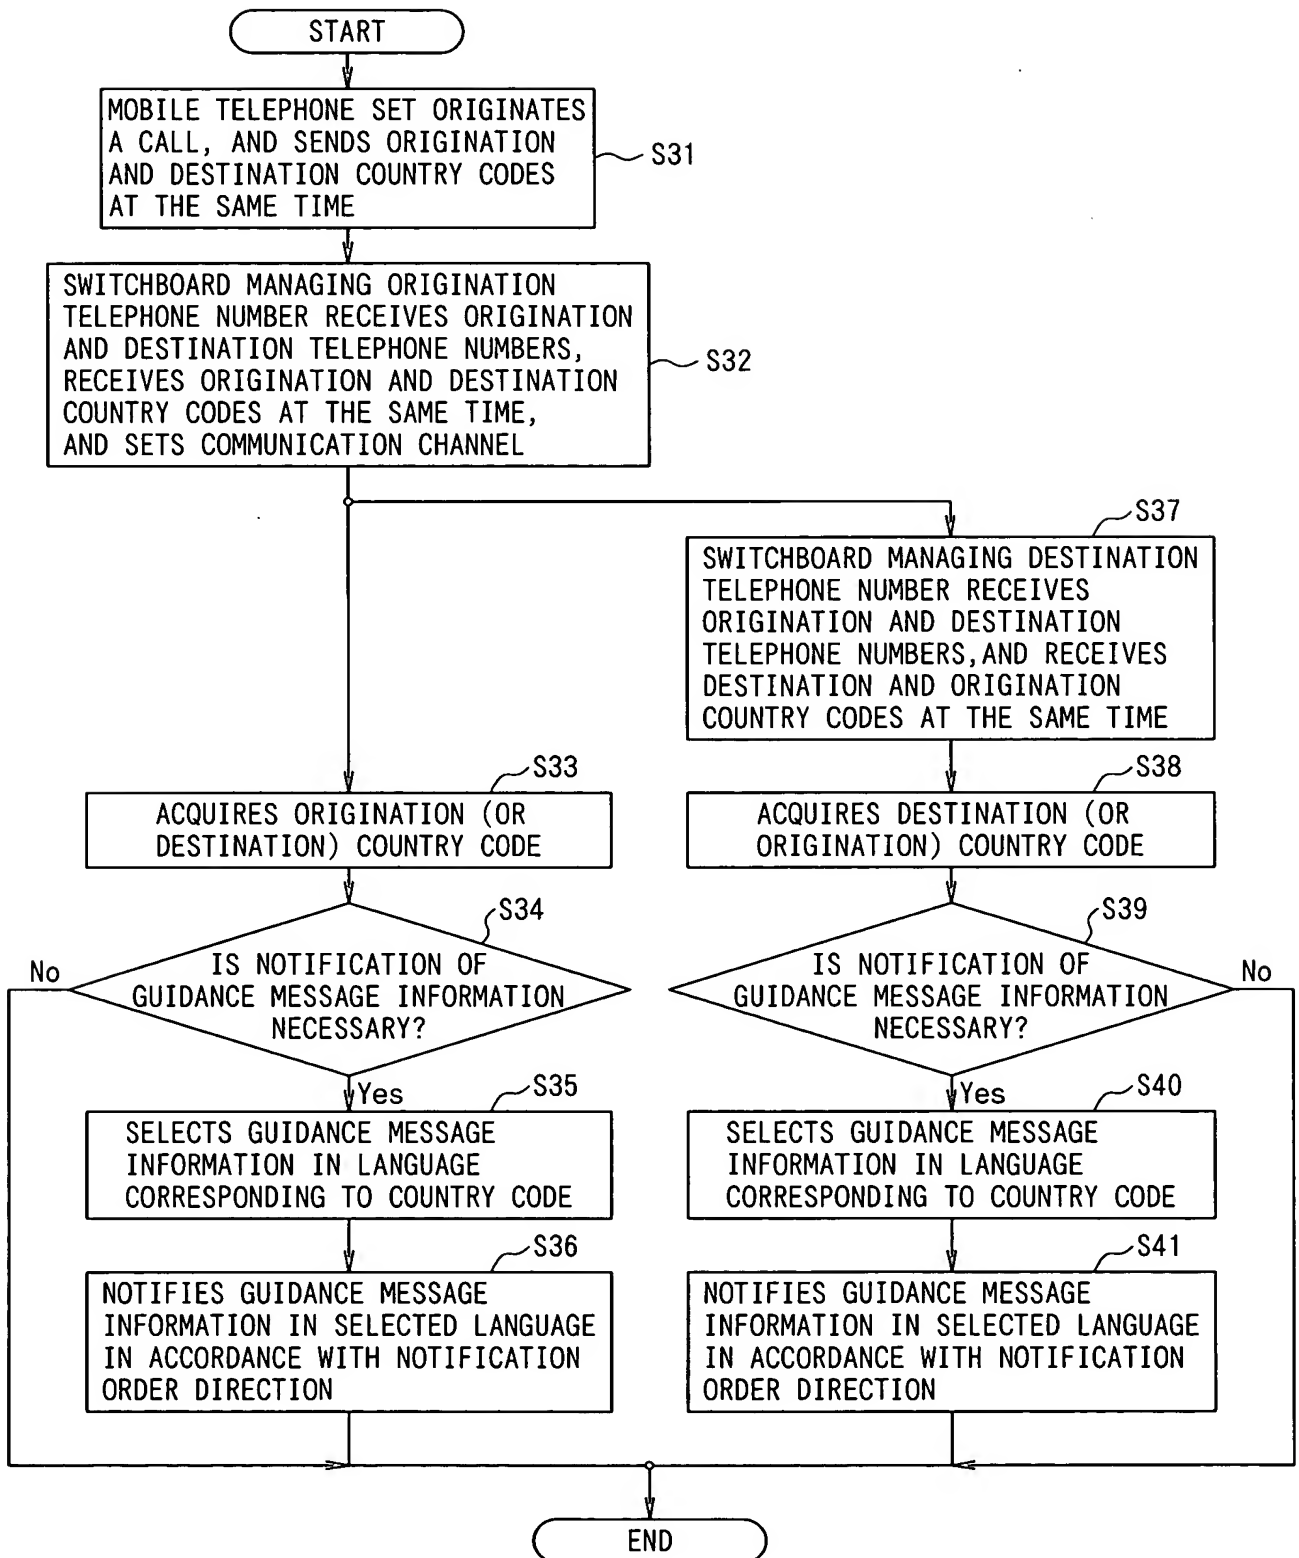 START
MOBILE TELEPHONE SET ORIGINATES
A CALL, AND SENDS ORIGINATION
AND DESTINATION COUNTRY CODES
AT THE SAME TIME
S31
SWITCHBOARD MANAGING ORIGINATION
TELEPHONE NUMBER RECEIVES ORIGINATION
AND DESTINATION TELEPHONE NUMBERS,
RECEIVES ORIGINATION AND DESTINATION
COUNTRY CODES AT THE SAME TIME,
AND SETS COMMUNICATION CHANNEL
S32
S37
SWITCHBOARD MANAGING DESTINATION
TELEPHONE NUMBER RECEIVES
ORIGINATION AND DESTINATION
TELEPHONE NUMBERS,AND RECEIVES
DESTINATION AND ORIGINATION
COUNTRY CODES AT THE SAME TIME
S33
ACQUIRES ORIGINATION (OR
DESTINATION) COUNTRY CODE
S38
ACQUIRES DESTINATION (OR
ORIGINATION) COUNTRY CODE
S34
No
IS NOTIFICATION OF
GUIDANCE MESSAGE INFORMATION
NECESSARY?
Yes
S39
No
IS NOTIFICATION OF
GUIDANCE MESSAGE INFORMATION
NECESSARY?
Yes
S35
SELECTS GUIDANCE MESSAGE
INFORMATION IN LANGUAGE
CORRESPONDING TO COUNTRY CODE
S40
SELECTS GUIDANCE MESSAGE
INFORMATION IN LANGUAGE
CORRESPONDING TO COUNTRY CODE
S36
NOTIFIES GUIDANCE MESSAGE
INFORMATION IN SELECTED LANGUAGE
IN ACCORDANCE WITH NOTIFICATION
ORDER DIRECTION
S41
NOTIFIES GUIDANCE MESSAGE
INFORMATION IN SELECTED LANGUAGE
IN ACCORDANCE WITH NOTIFICATION
ORDER DIRECTION
END